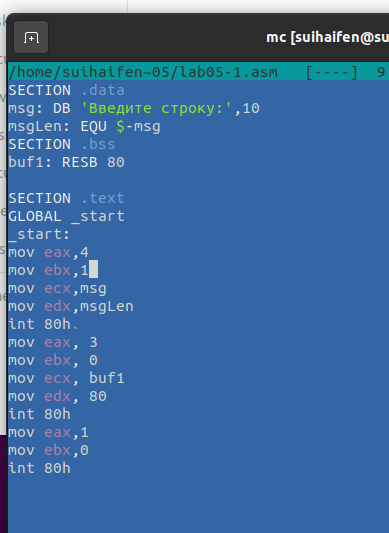 mc [suihaifen@su
/home/suihaifen~05/lab05-1.asm [----] 9
SECTION .data
msg: DB 'Введите строку:',10
msgLen: EQU $-msg
SECTION .bss
buf1: RESB 80
SECTION .text
GLOBAL _start
_start:
mov eax,4
mov ebx,1
mov ecx,msg
mov edx,msgLen
int 80h.
mov eax, 3
mov ebx, 0
mov ecx, buf1
mov edx, 80
int 80h
mov eax,1
mov ebx,0
int 80h